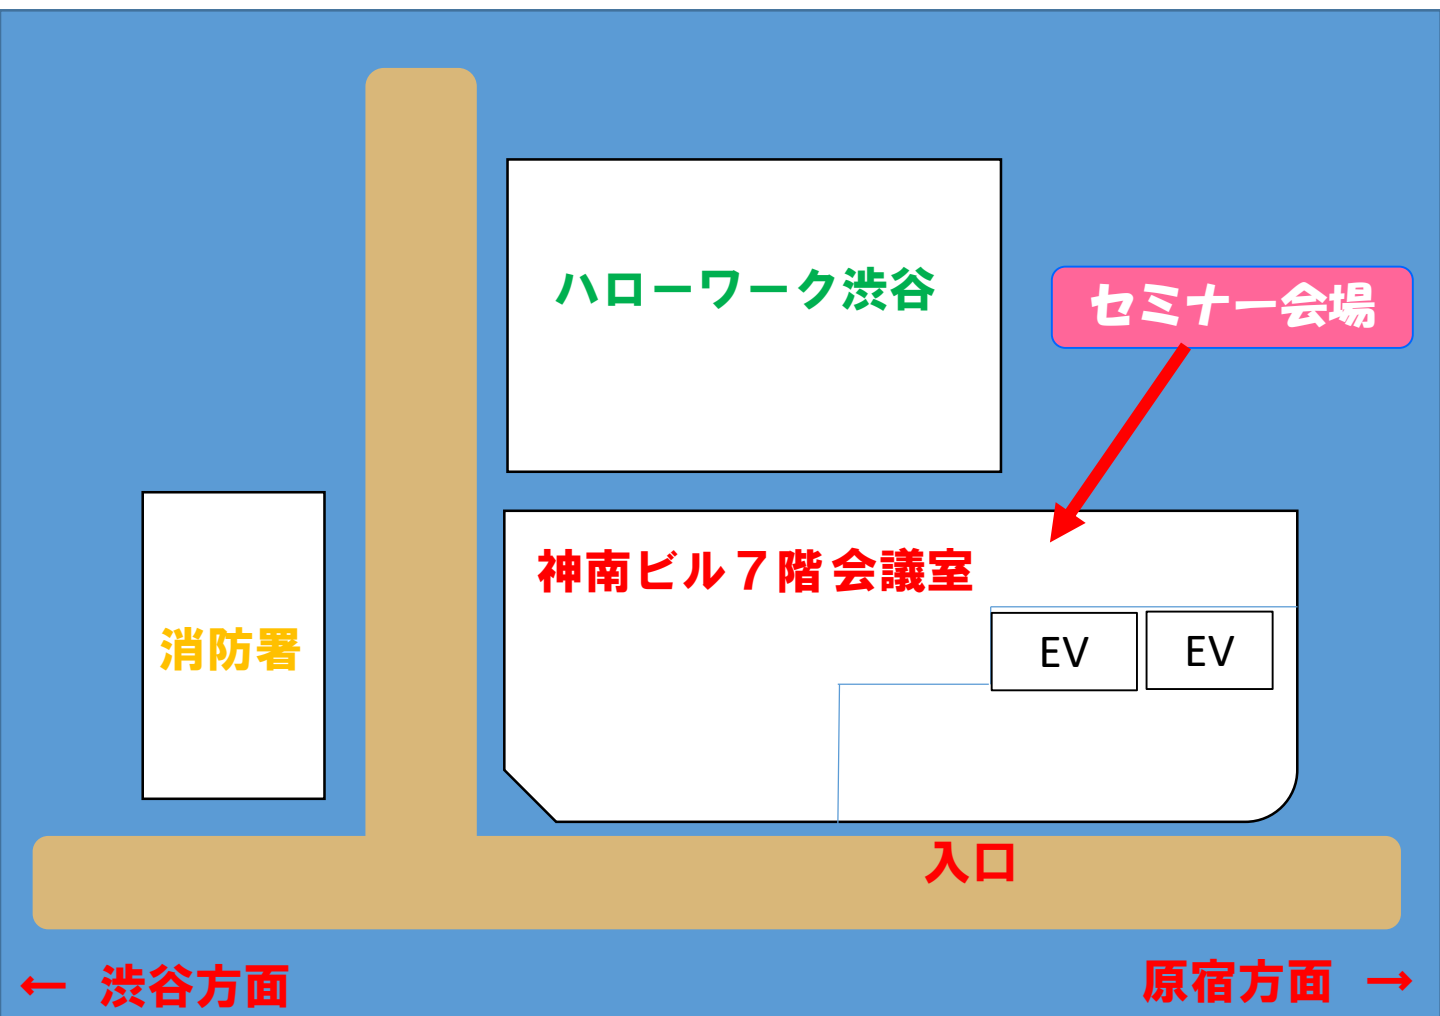 ハローワーク渋谷
セミナー会場
神南ビル７階 会議室
消防署
EV
EV
入口
← 渋谷方面
原宿方面 →